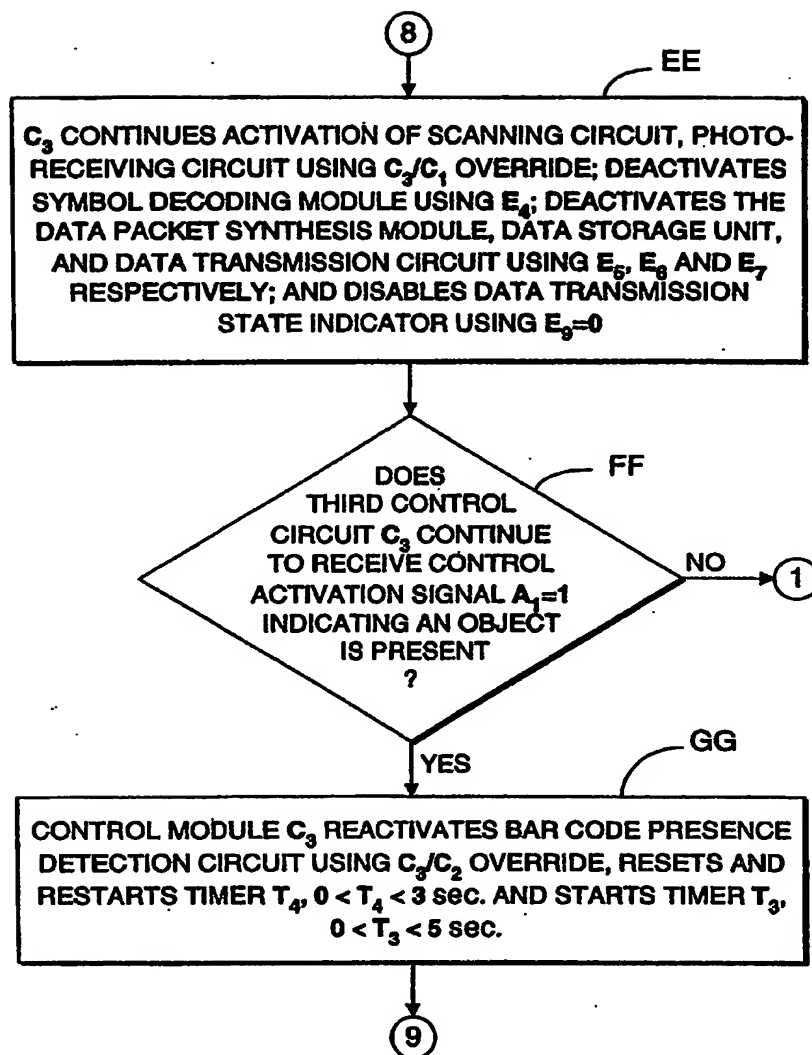 8
EE
C₃ CONTINUES ACTIVATION OF SCANNING CIRCUIT, PHOTO-
RECEIVING CIRCUIT USING C₃/C₁ OVERRIDE; DEACTIVATES
SYMBOL DECODING MODULE USING E₄; DEACTIVATES THE
DATA PACKET SYNTHESIS MODULE, DATA STORAGE UNIT,
AND DATA TRANSMISSION CIRCUIT USING E₅, E₆ AND E₇
RESPECTIVELY; AND DISABLES DATA TRANSMISSION
STATE INDICATOR USING E₉=0
FF
DOES
THIRD CONTROL
CIRCUIT C₃ CONTINUE
TO RECEIVE CONTROL
ACTIVATION SIGNAL A₁=1
INDICATING AN OBJECT
IS PRESENT
?
NO
1
YES
GG
CONTROL MODULE C₃ REACTIVATES BAR CODE PRESENCE
DETECTION CIRCUIT USING C₃/C₂ OVERRIDE, RESETS AND
RESTARTS TIMER T₄, 0 < T₄ < 3 sec. AND STARTS TIMER T₃,
0 < T₃ < 5 sec.
9